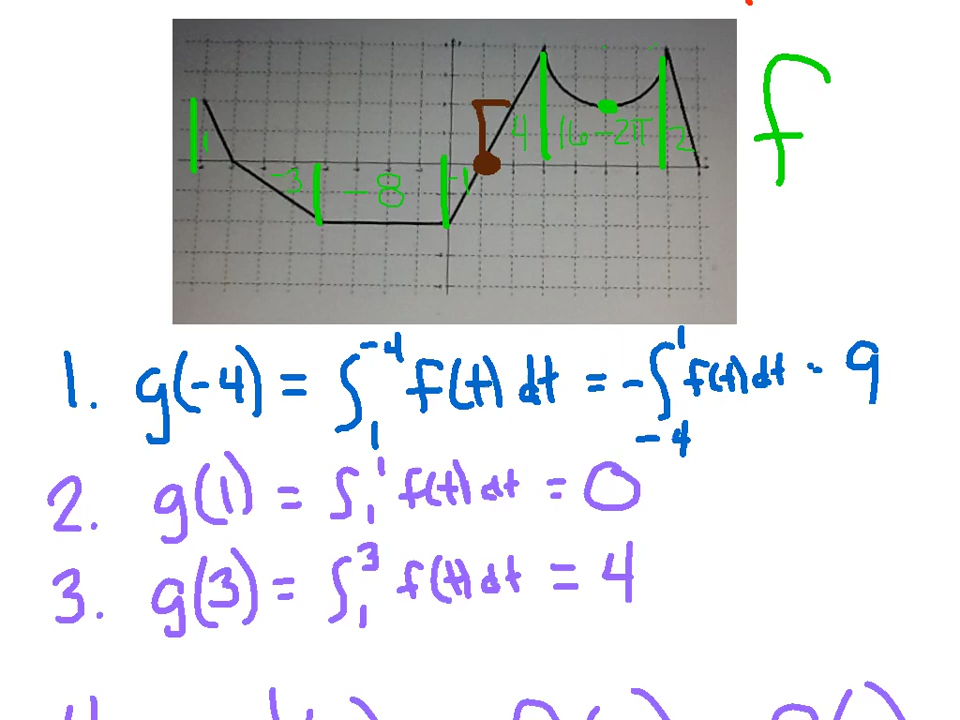 f
1 -3 -8 -1 4 16-2π 2
1. g(-4) = ∫₁⁻⁴ f(t) dt = -∫₋₄¹ f(t) dt = 9
2. g(1) = ∫₁¹ f(t) dt = 0
3. g(3) = ∫₁³ f(t) dt = 4